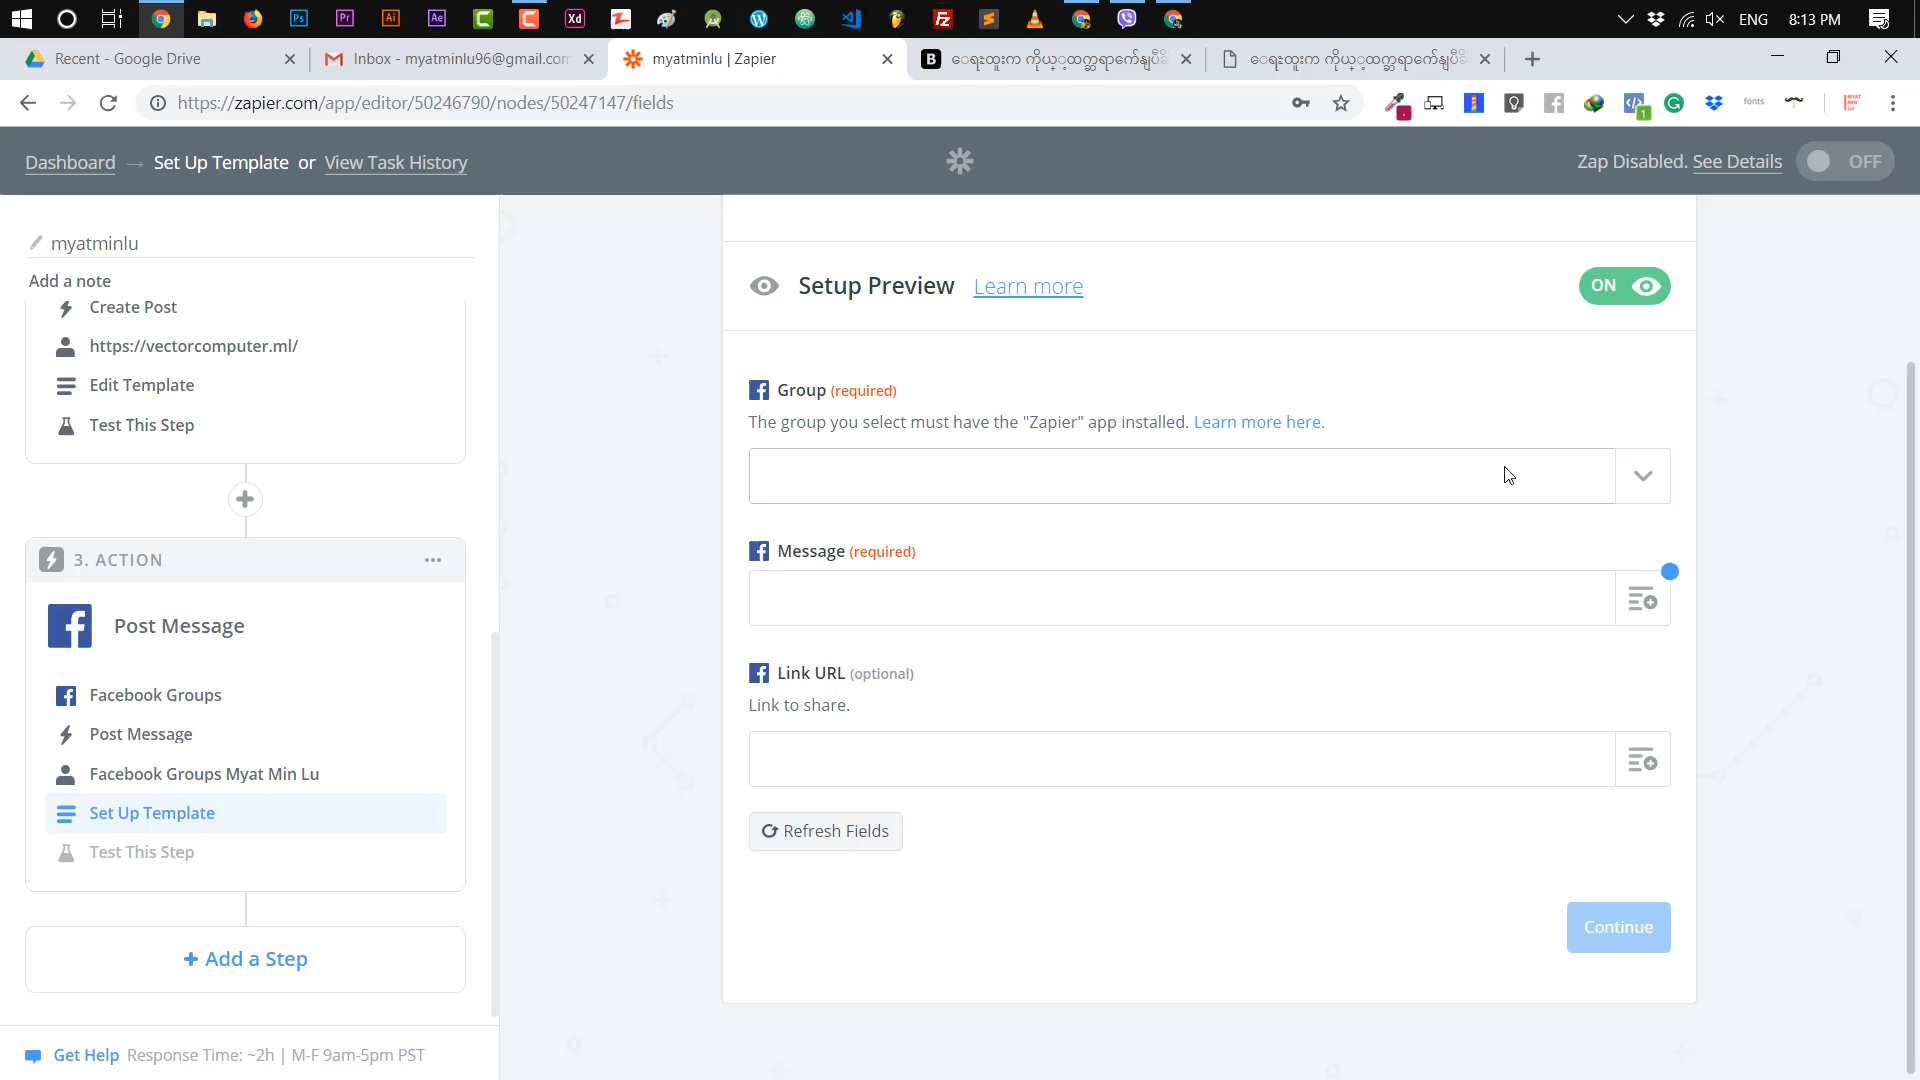 ENG
8:13 PM
Recent - Google Drive
Inbox - myatminlu96@gmail.com
myatminlu | Zapier
https://zapier.com/app/editor/50246790/nodes/50247147/fields
fonts
MYAT
MIN
LU
Dashboard → Set Up Template or View Task History
Zap Disabled. See Details
OFF
myatminlu
Add a note
Create Post
https://vectorcomputer.ml/
Edit Template
Test This Step
3. ACTION
Post Message
Facebook Groups
Post Message
Facebook Groups Myat Min Lu
Set Up Template
Test This Step
+ Add a Step
Get Help Response Time: ~2h | M-F 9am-5pm PST
Setup Preview Learn more
ON
Group (required)
The group you select must have the "Zapier" app installed. Learn more here.
Message (required)
Link URL (optional)
Link to share.
Refresh Fields
Continue